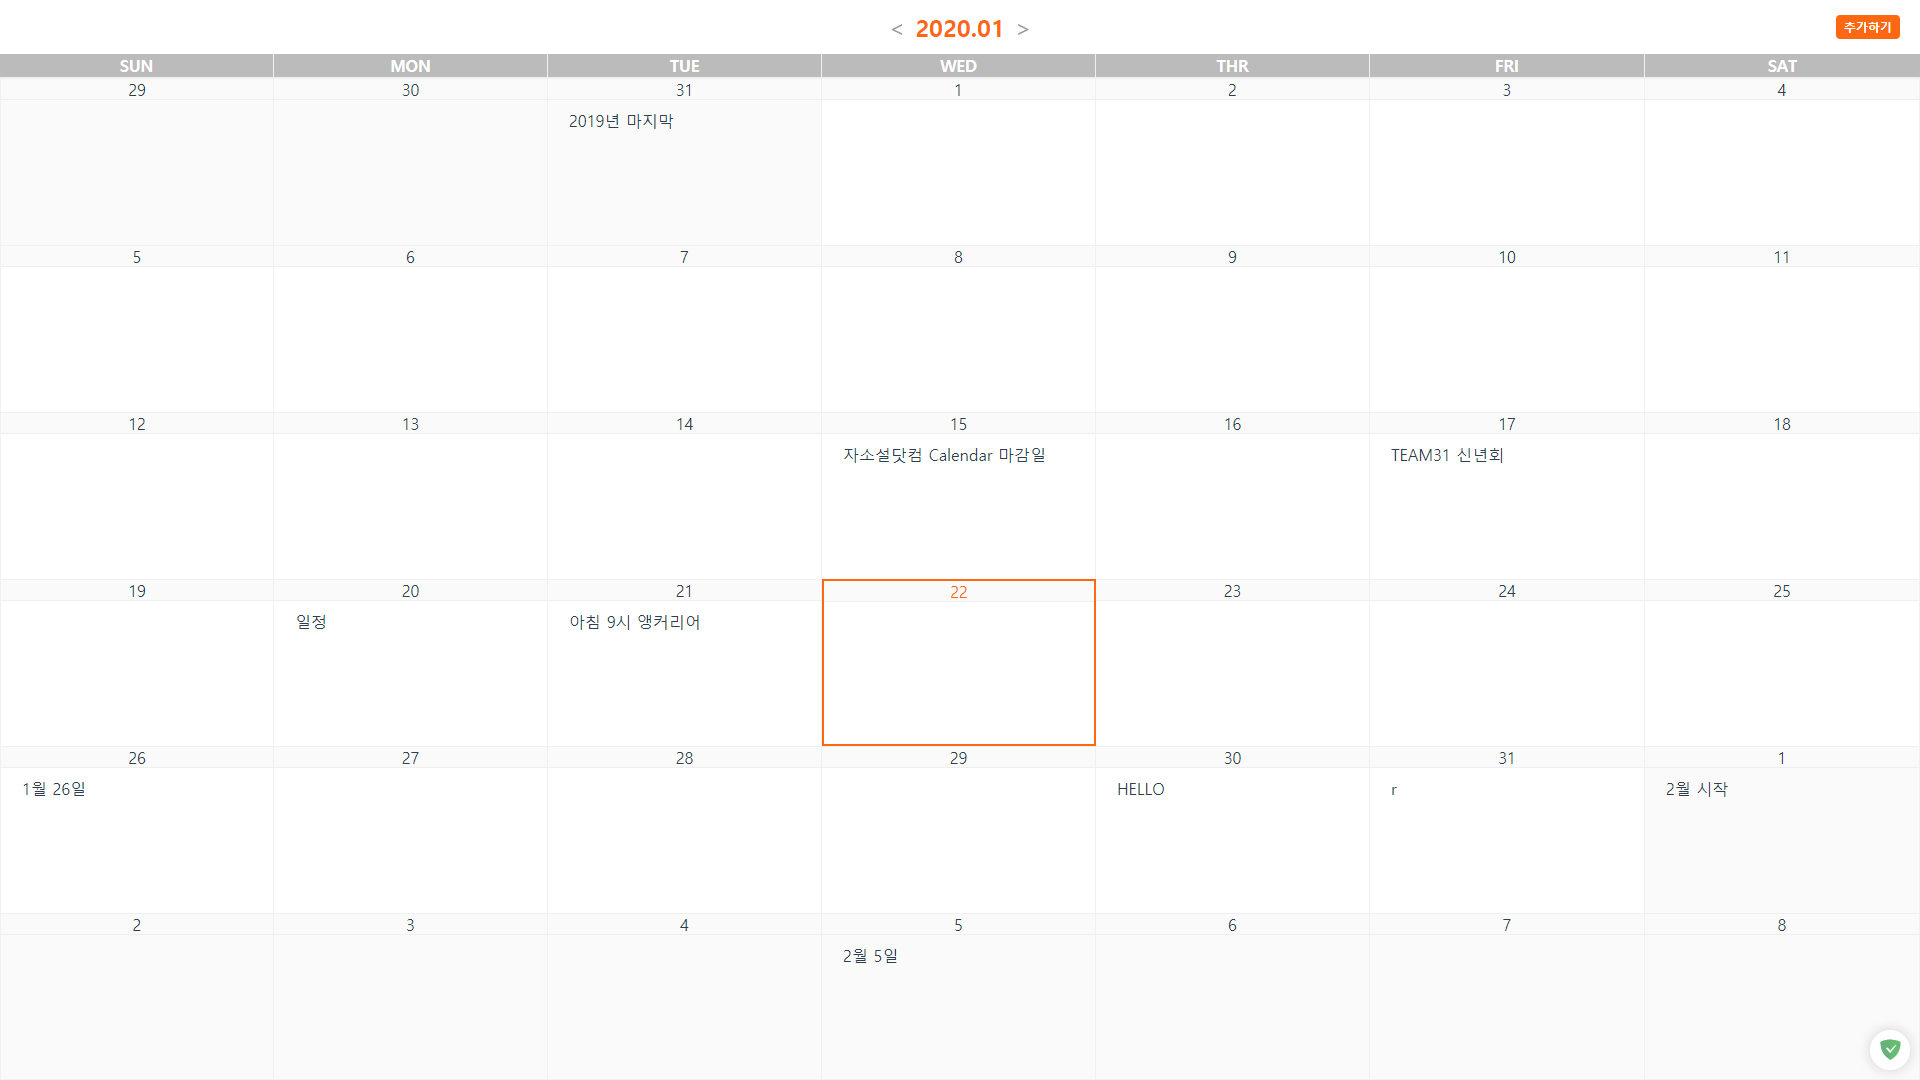 < 2020.01 >
추가하기
SUN MON TUE WED THR FRI SAT
29 30 31 1 2 3 4
2019년 마지막
5 6 7 8 9 10 11
12 13 14 15 16 17 18
자소설닷컴 Calendar 마감일 TEAM31 신년회
19 20 21 22 23 24 25
일정 아침 9시 앵커리어
26 27 28 29 30 31 1
1월 26일 HELLO r 2월 시작
2 3 4 5 6 7 8
2월 5일